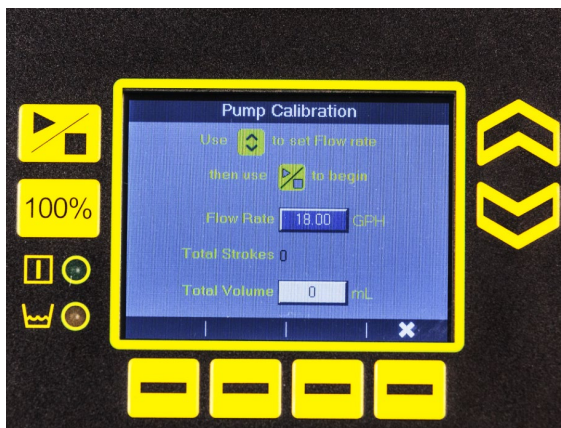 Pump Calibration
Use to set Flow rate
then use to begin
100%
Flow Rate 18.00 GPH
Total Strokes 0
Total Volume 0 mL